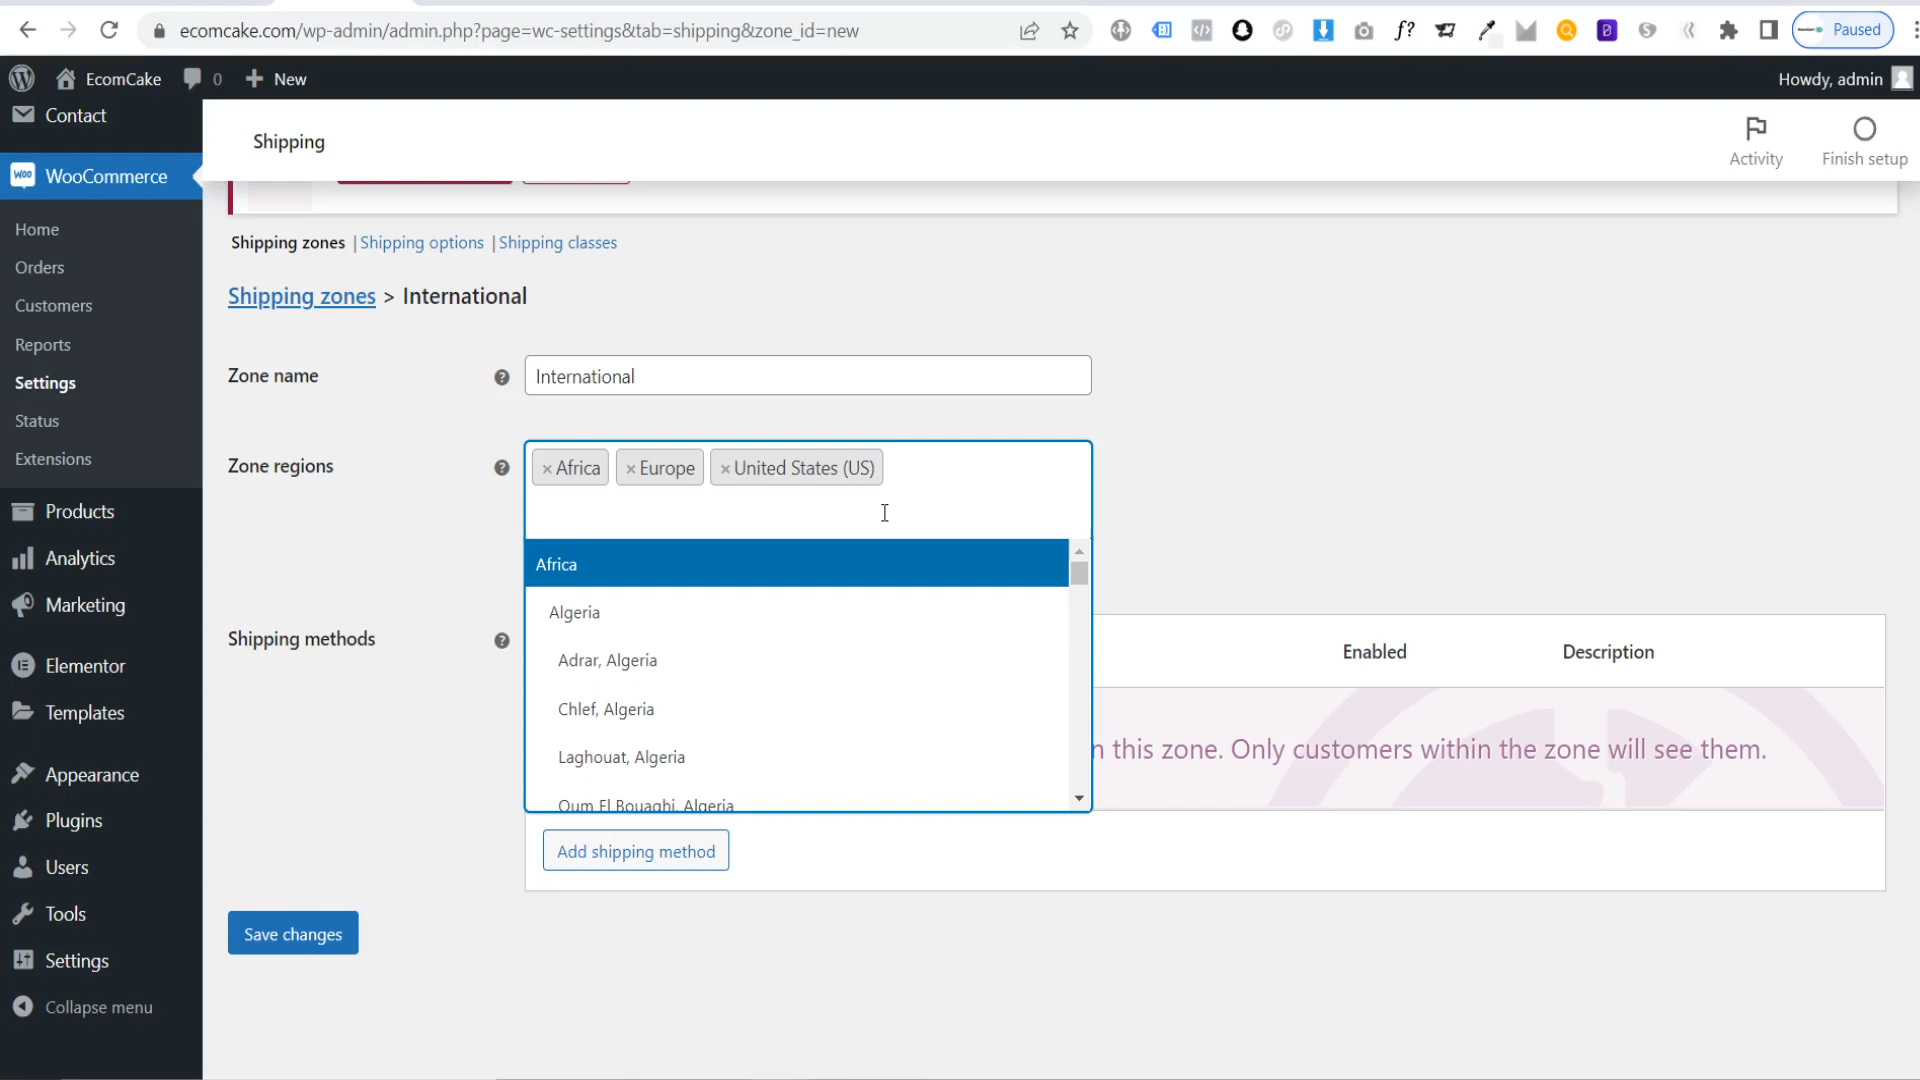 ecomcake.com/wp-admin/admin.php?page=wc-settings&tab=shipping&zone_id=new
f?
Paused
EcomCake
0
New
Howdy, admin
Contact
Shipping
Activity
Finish setup
WooCommerce
Home
Orders
Customers
Reports
Settings
Status
Extensions
Products
Analytics
Marketing
Elementor
Templates
Appearance
Plugins
Users
Tools
Settings
Collapse menu
Shipping zones | Shipping options | Shipping classes
Shipping zones > International
Zone name
International
Zone regions
×Africa ×Europe ×United States (US)
Africa
Algeria
Adrar, Algeria
Chlef, Algeria
Laghouat, Algeria
Oum El Bouaghi, Algeria
Shipping methods
Enabled
Description
n this zone. Only customers within the zone will see them.
Add shipping method
Save changes